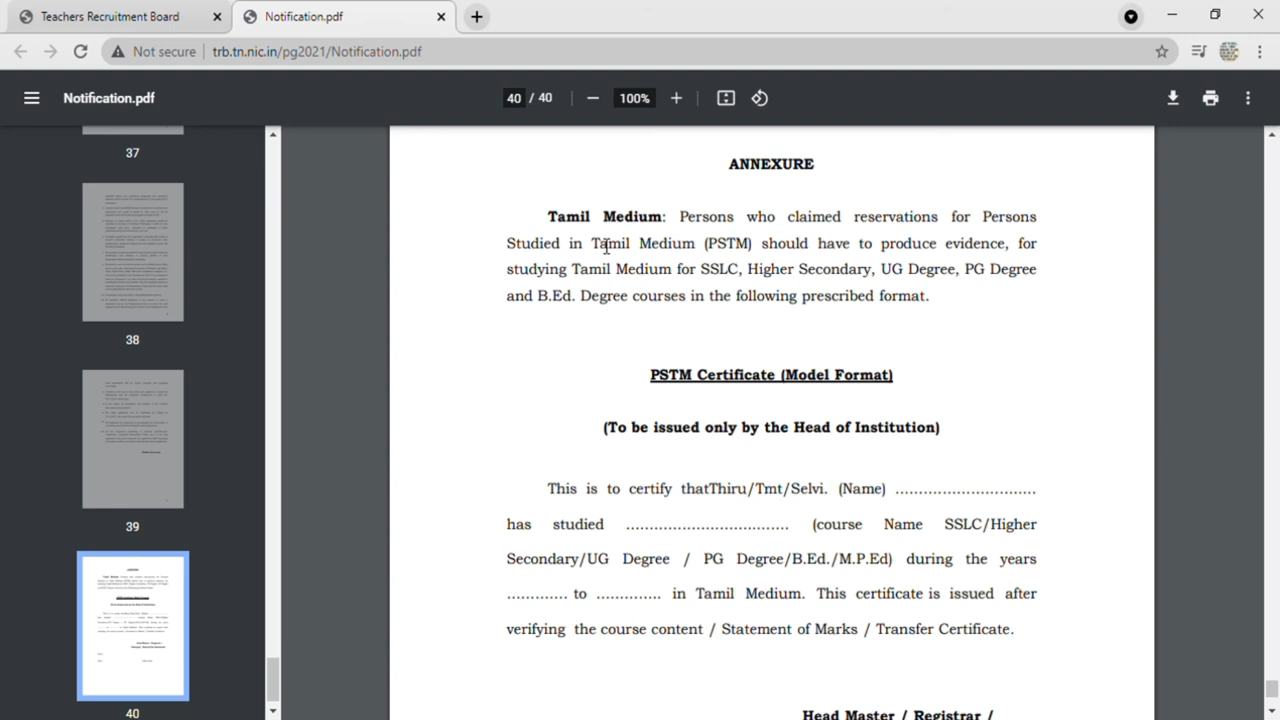 Teachers Recruitment Board
Notification.pdf
Not secure
trb.tn.nic.in/pg2021/Notification.pdf
Notification.pdf
40 / 40
100%
37
38
39
40
ANNEXURE
Tamil Medium: Persons who claimed reservations for Persons
Studied in Tamil Medium (PSTM) should have to produce evidence, for
studying Tamil Medium for SSLC, Higher Secondary, UG Degree, PG Degree
and B.Ed. Degree courses in the following prescribed format.
PSTM Certificate (Model Format)
(To be issued only by the Head of Institution)
This is to certify thatThiru/Tmt/Selvi. (Name) ..............................
has studied ................................... (course Name SSLC/Higher
Secondary/UG Degree / PG Degree/B.Ed./M.P.Ed) during the years
............. to .............. in Tamil Medium. This certificate is issued after
verifying the course content / Statement of Marks / Transfer Certificate.
Head Master / Registrar /